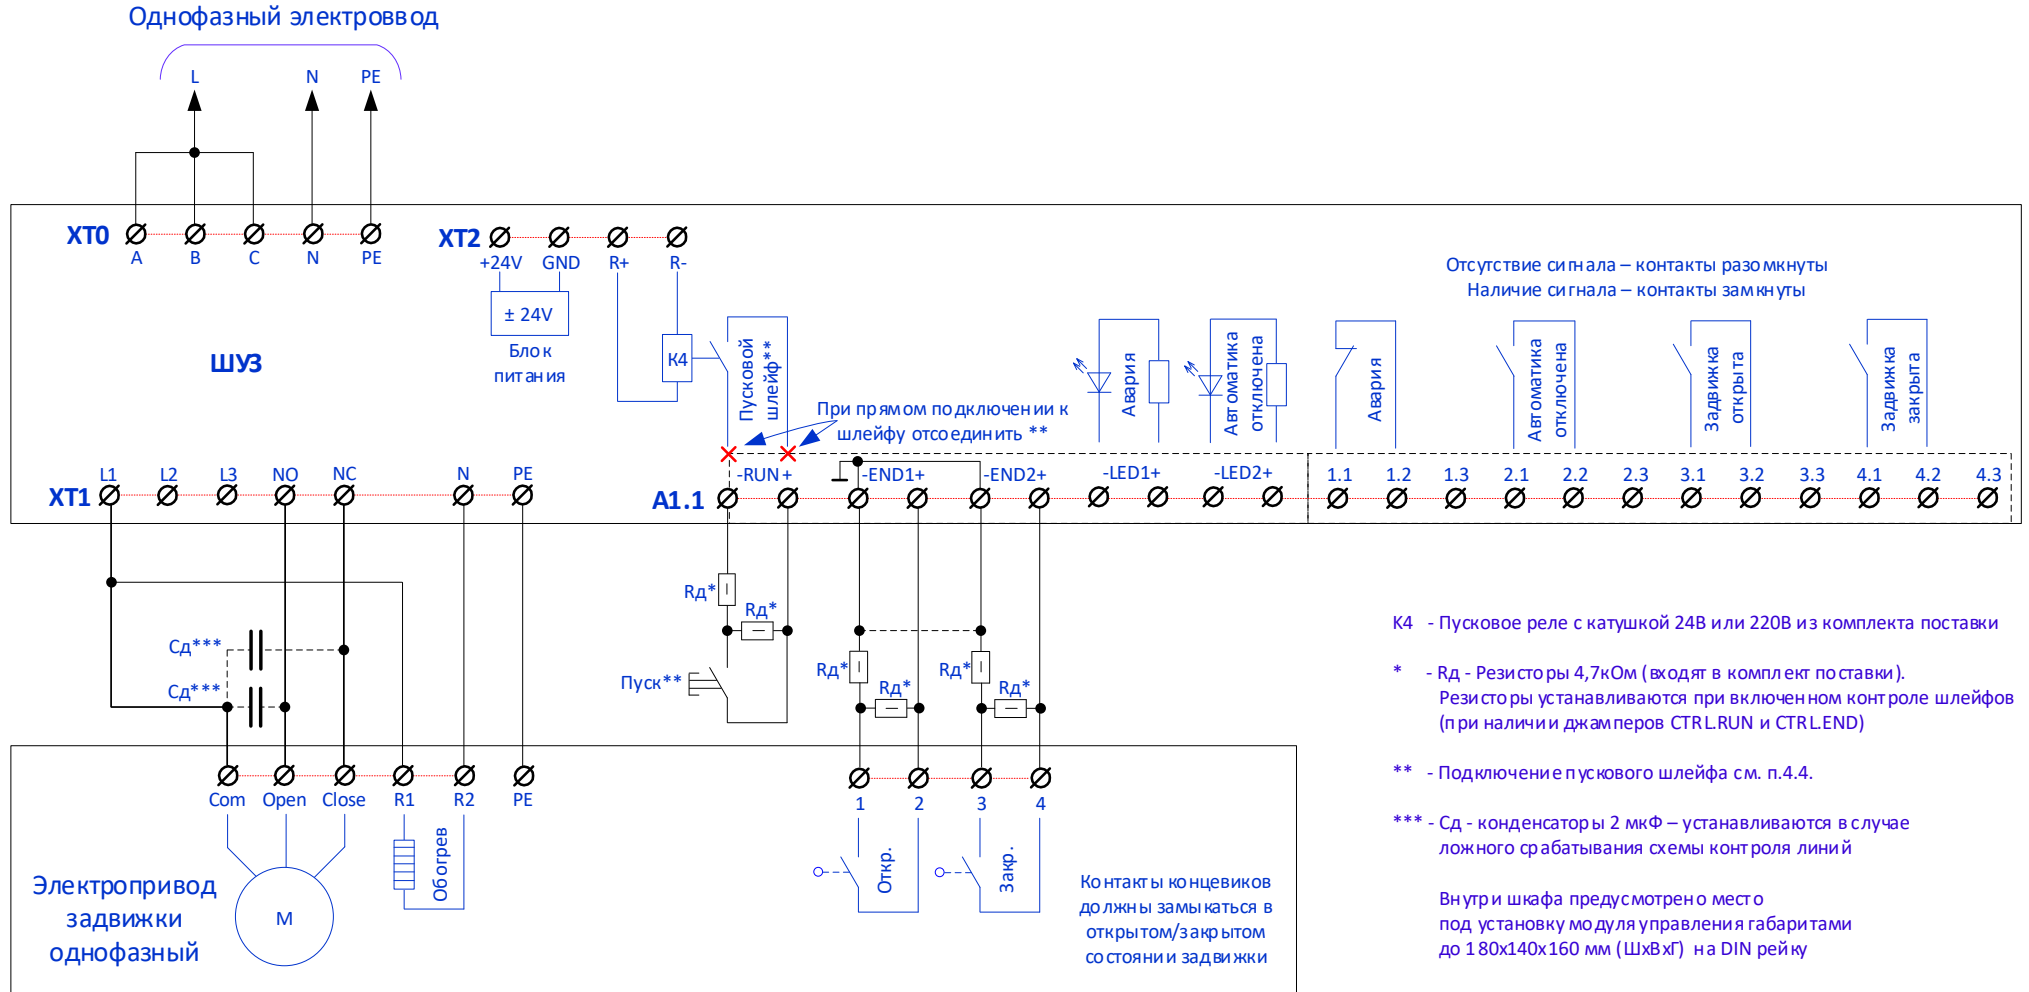 Однофазный электроввод
L N PE
XT0
A B C N PE
XT2
+24V GND R+ R-
± 24V
Блок
питания
K4
ШУЗ
Пусковой
шлейф**
При прямом подключении к
шлейфу отсоединить **
Авария
Автоматика
отключена
Отсутствие сигнала – контакты разомкнуты
Наличие сигнала – контакты замкнуты
Авария
Автоматика
отключена
Задвижка
открыта
Задвижка
закрыта
XT1
L1 L2 L3 NO NC N PE
A1.1
-RUN+ -END1+ -END2+ -LED1+ -LED2+
1.1 1.2 1.3 2.1 2.2 2.3 3.1 3.2 3.3 4.1 4.2 4.3
Rд*
Rд*
Сд***
Сд***
Пуск**
Rд*
Rд*
Rд*
Rд*
K4 - Пусковое реле с катушкой 24В или 220В из комплекта поставки
* - Rд - Резисторы 4,7кОм (входят в комплект поставки).
Резисторы устанавливаются при включенном контроле шлейфов
(при наличии джамперов CTRL.RUN и CTRL.END)
** - Подключение пускового шлейфа см. п.4.4.
*** - Сд - конденсаторы 2 мкФ – устанавливаются в случае
ложного срабатывания схемы контроля линий
Внутри шкафа предусмотрено место
под установку модуля управления габаритами
до 180х140х160 мм (ШхВхГ) на DIN рейку
Com Open Close R1 R2 PE
1 2 3 4
Обогрев
Откр.
Закр.
M
Электропривод
задвижки
однофазный
Контакты концевиков
должны замыкаться в
открытом/закрытом
состоянии задвижки